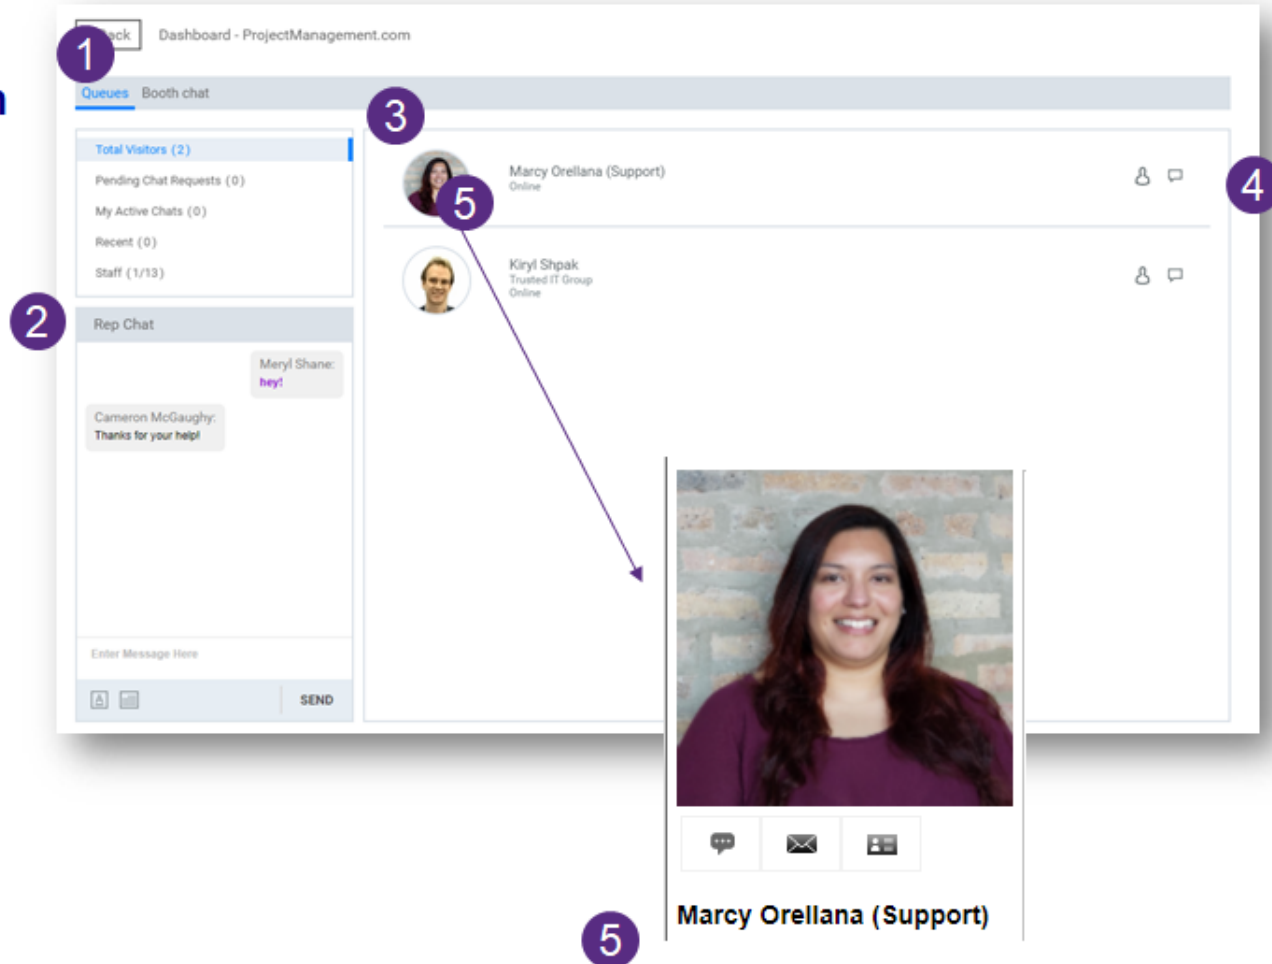 1
Dashboard - ProjectManagement.com
Queues Booth chat
3
Total Visitors (2)
Pending Chat Requests (0)
My Active Chats (0)
Recent (0)
Staff (1/13)
Marcy Orellana (Support)
Online
4
5
Kiryl Shpak
Trusted IT Group
Online
2
Rep Chat
Meryl Shane:
hey!
Cameron McGaughy:
Thanks for your help!
Enter Message Here
SEND
Marcy Orellana (Support)
5